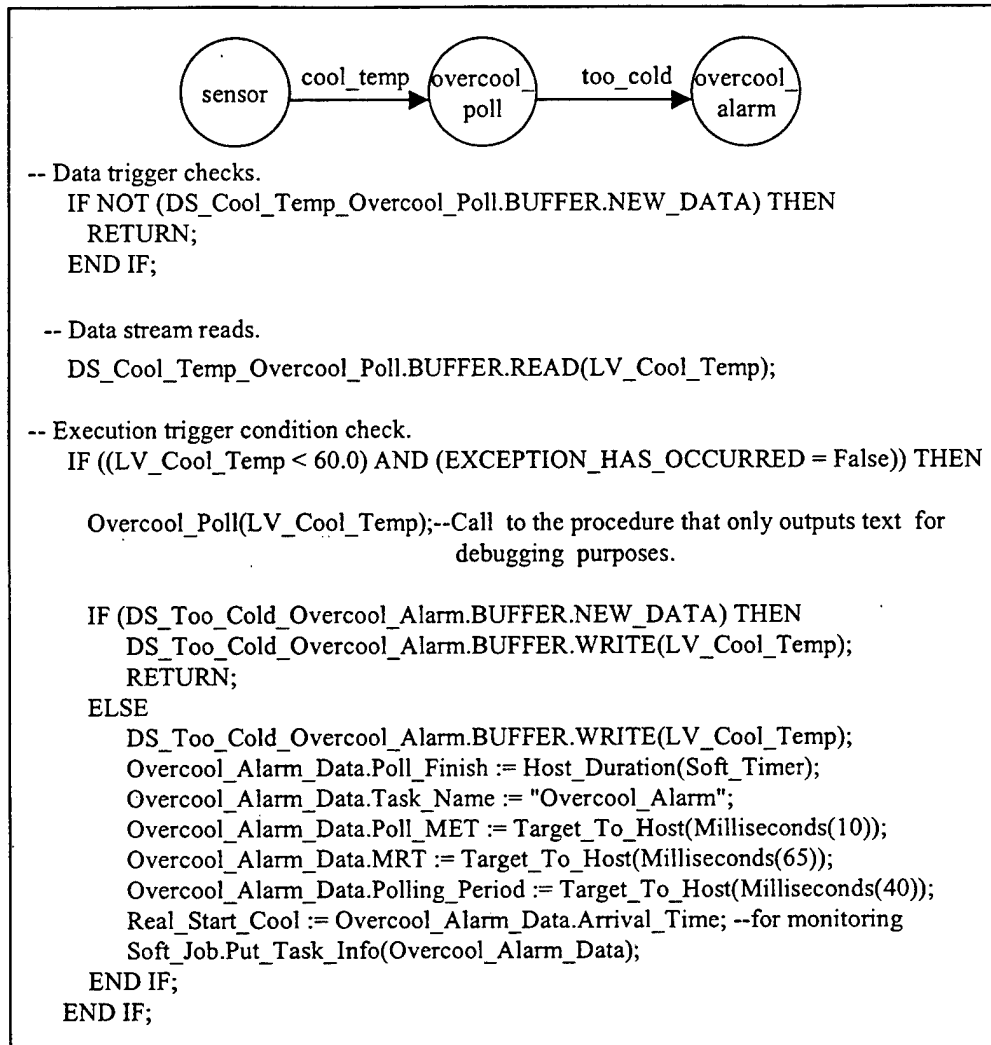 sensor
cool_temp
overcool_
poll
too_cold
overcool_
alarm
-- Data trigger checks.
IF NOT (DS_Cool_Temp_Overcool_Poll.BUFFER.NEW_DATA) THEN
RETURN;
END IF;
-- Data stream reads.
DS_Cool_Temp_Overcool_Poll.BUFFER.READ(LV_Cool_Temp);
-- Execution trigger condition check.
IF ((LV_Cool_Temp < 60.0) AND (EXCEPTION_HAS_OCCURRED = False)) THEN
Overcool_Poll(LV_Cool_Temp);--Call to the procedure that only outputs text for
debugging purposes.
IF (DS_Too_Cold_Overcool_Alarm.BUFFER.NEW_DATA) THEN
DS_Too_Cold_Overcool_Alarm.BUFFER.WRITE(LV_Cool_Temp);
RETURN;
ELSE
DS_Too_Cold_Overcool_Alarm.BUFFER.WRITE(LV_Cool_Temp);
Overcool_Alarm_Data.Poll_Finish := Host_Duration(Soft_Timer);
Overcool_Alarm_Data.Task_Name := "Overcool_Alarm";
Overcool_Alarm_Data.Poll_MET := Target_To_Host(Milliseconds(10));
Overcool_Alarm_Data.MRT := Target_To_Host(Milliseconds(65));
Overcool_Alarm_Data.Polling_Period := Target_To_Host(Milliseconds(40));
Real_Start_Cool := Overcool_Alarm_Data.Arrival_Time; --for monitoring
Soft_Job.Put_Task_Info(Overcool_Alarm_Data);
END IF;
END IF;